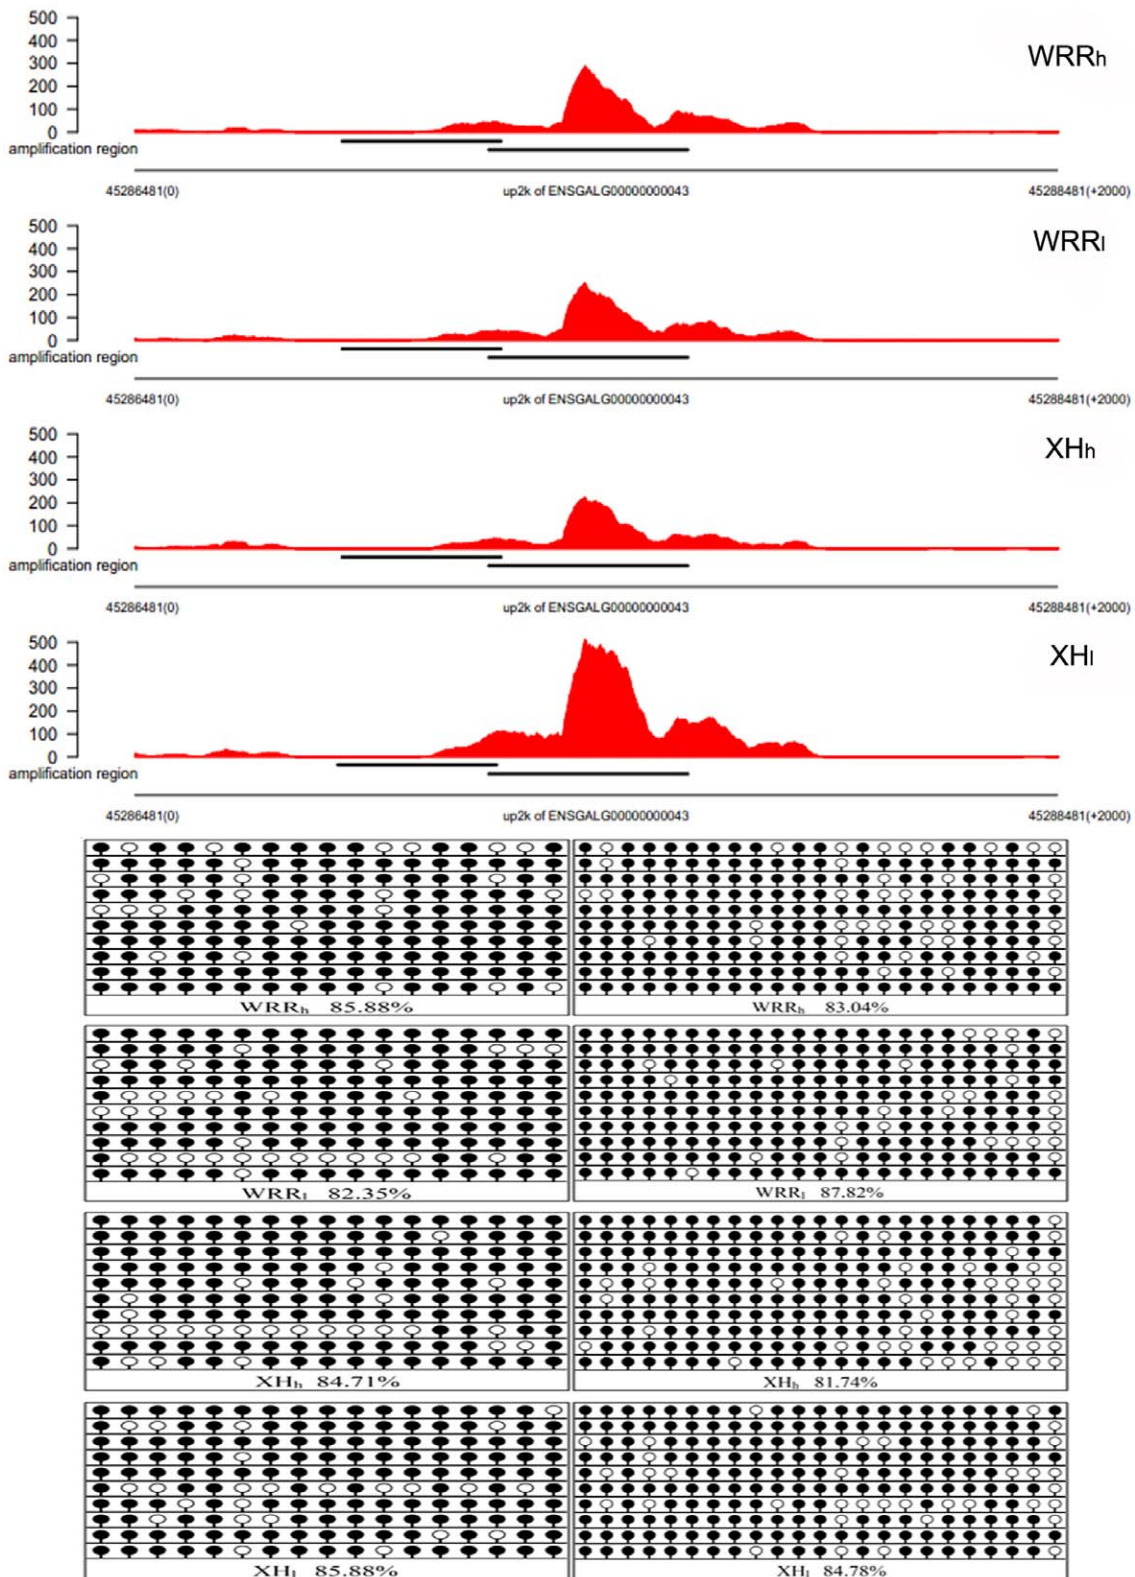 500
400
300
200
100
0
WRRh
amplification region
45286481(0) up2k of ENSGALG00000000043 45288481(+2000)
500
400
300
200
100
0
WRRl
amplification region
45286481(0) up2k of ENSGALG00000000043 45288481(+2000)
500
400
300
200
100
0
XHh
amplification region
45286481(0) up2k of ENSGALG00000000043 45288481(+2000)
500
400
300
200
100
0
XHl
amplification region
45286481(0) up2k of ENSGALG00000000043 45288481(+2000)
WRRh 85.88% WRRh 83.04%
WRRl 82.35% WRRl 87.82%
XHh 84.71% XHh 81.74%
XHl 85.88% XHl 84.78%